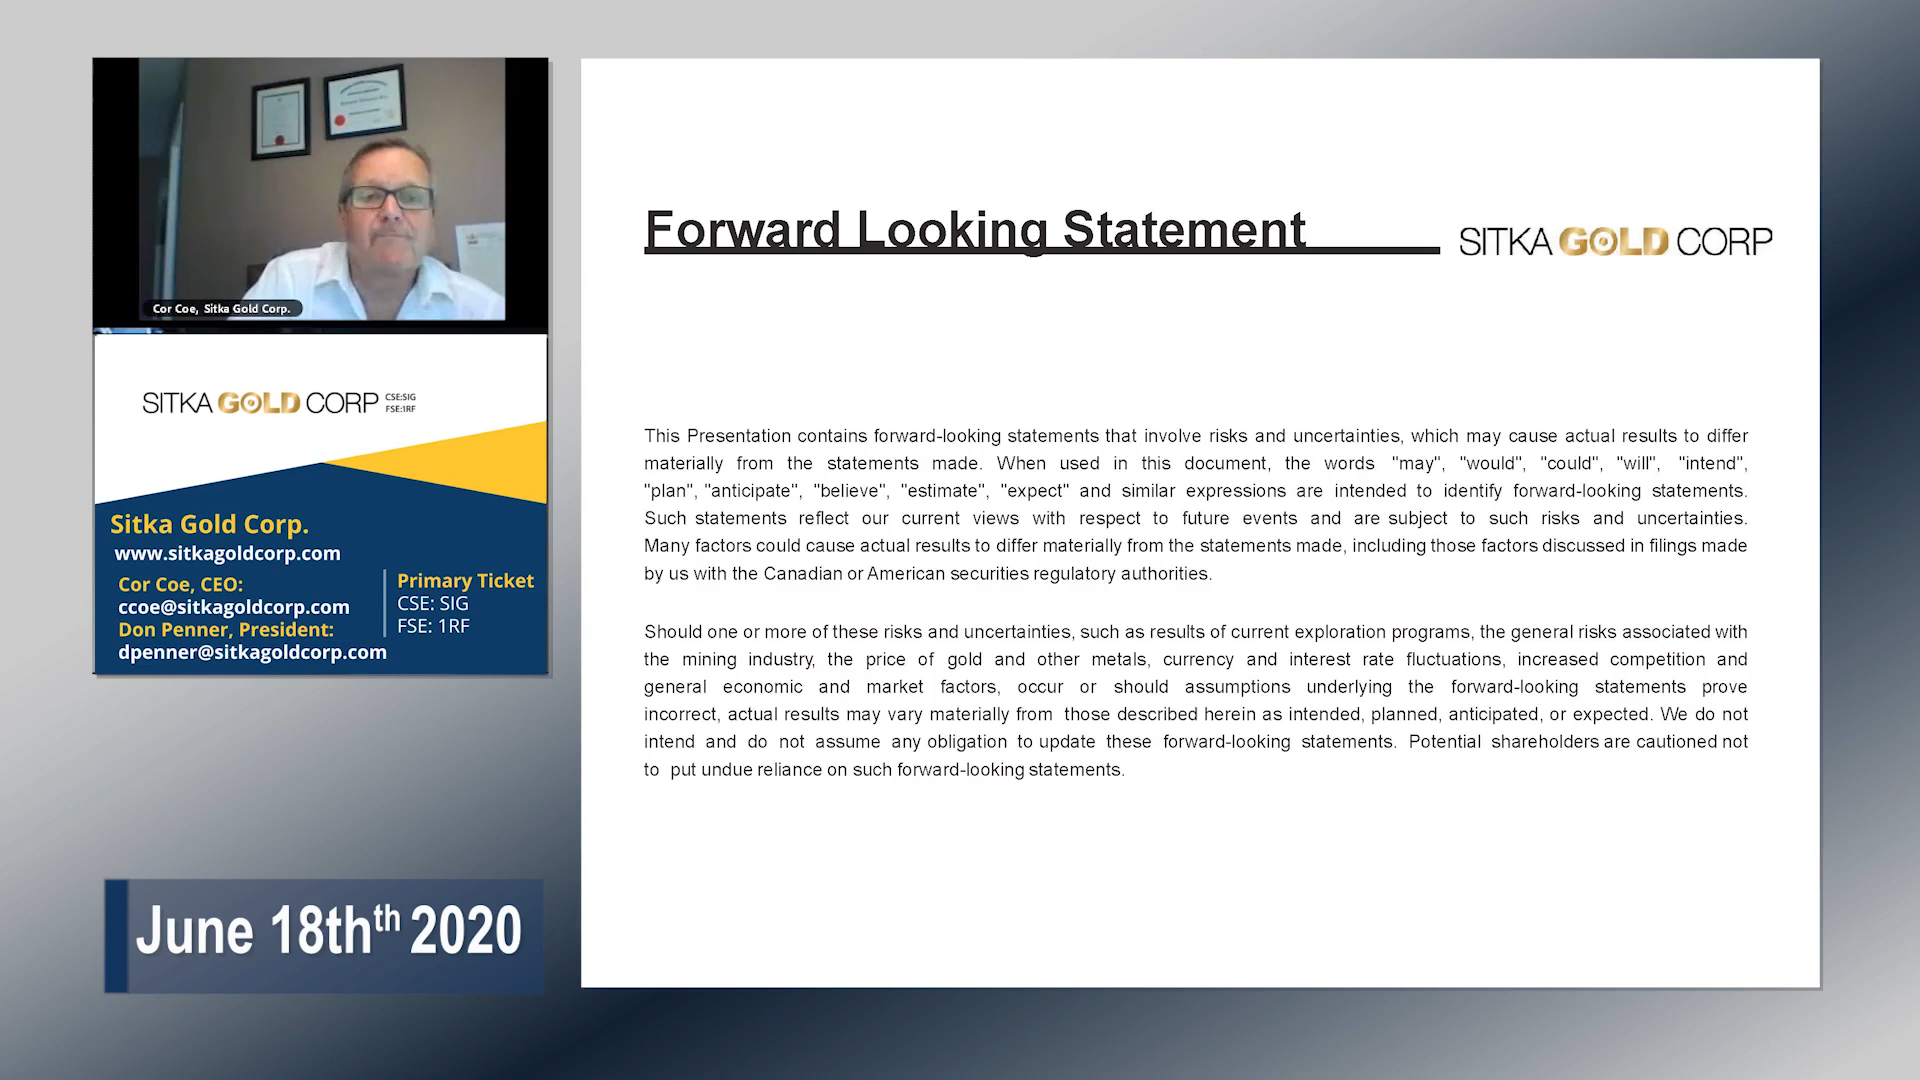 Cor Coe, Sitka Gold Corp.
SITKA GOLD CORP CSE:SIG
FSE:1RF
Sitka Gold Corp.
www.sitkagoldcorp.com
Cor Coe, CEO:
ccoe@sitkagoldcorp.com
Don Penner, President:
dpenner@sitkagoldcorp.com
Primary Ticket
CSE: SIG
FSE: 1RF
June 18thth 2020
Forward Looking Statement
SITKA GOLD CORP
This Presentation contains forward-looking statements that involve risks and uncertainties, which may cause actual results to differ
materially from the statements made. When used in this document, the words "may", "would", "could", "will", "intend",
"plan", "anticipate", "believe", "estimate", "expect" and similar expressions are intended to identify forward-looking statements.
Such statements reflect our current views with respect to future events and are subject to such risks and uncertainties.
Many factors could cause actual results to differ materially from the statements made, including those factors discussed in filings made
by us with the Canadian or American securities regulatory authorities.
Should one or more of these risks and uncertainties, such as results of current exploration programs, the general risks associated with
the mining industry, the price of gold and other metals, currency and interest rate fluctuations, increased competition and
general economic and market factors, occur or should assumptions underlying the forward-looking statements prove
incorrect, actual results may vary materially from those described herein as intended, planned, anticipated, or expected. We do not
intend and do not assume any obligation to update these forward-looking statements. Potential shareholders are cautioned not
to put undue reliance on such forward-looking statements.